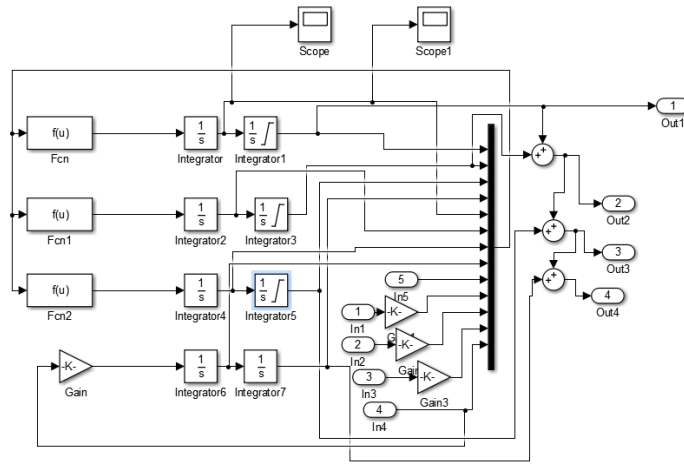 Scope
Scope1
1
Out1
f(u)
Fcn
1
s
Integrator
1
s
Integrator1
f(u)
Fcn1
1
s
Integrator2
1
s
Integrator3
2
Out2
3
Out3
f(u)
Fcn2
1
s
Integrator4
1
s
Integrator5
5
In5
4
Out4
1
In1
-K-
2
In2
-K-
Gain
3
In3
-K-
Gain3
4
In4
-K-
Gain
1
s
Integrator6
1
s
Integrator7
++
++
++